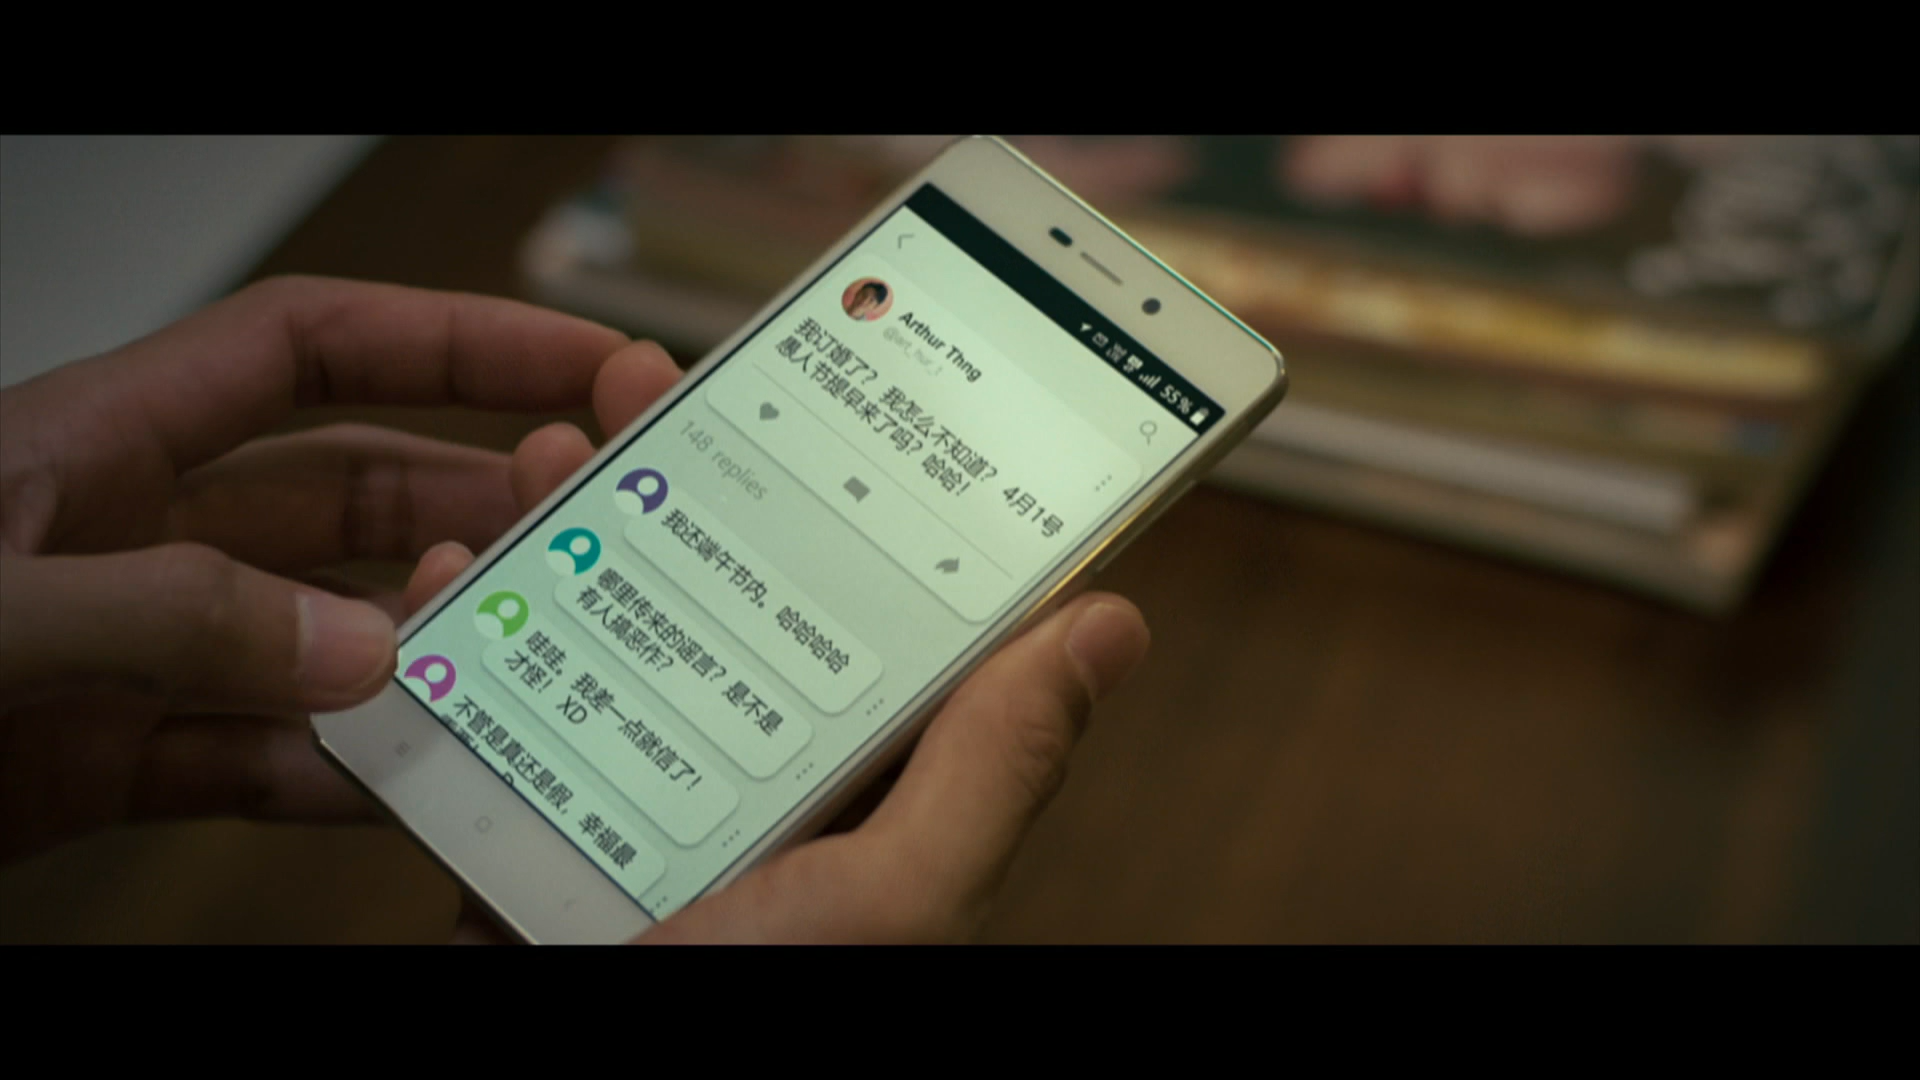 55%
Arthur Thng
@art_hur_t
我订婚了？我怎么不知道？4月1号
愚人节提早来了吗？哈哈！
148 replies
我还端午节内。哈哈哈哈
哪里传来的谣言？是不是
有人搞恶作？
哇哇。我差一点就信了！
才怪！XD
不管是真还是假，幸福最